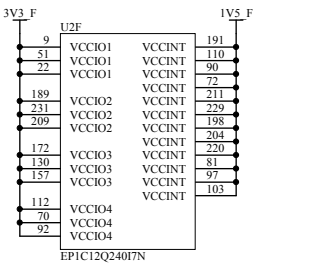 3V3_F 1V5_F
U2F
9 VCCIO1 VCCINT 191
51 VCCIO1 VCCINT 110
22 VCCIO1 VCCINT 90
VCCINT 72
189 VCCIO2 VCCINT 211
231 VCCIO2 VCCINT 229
209 VCCIO2 VCCINT 198
VCCINT 204
172 VCCIO3 VCCINT 220
130 VCCIO3 VCCINT 81
157 VCCIO3 VCCINT 97
VCCINT 103
112 VCCIO4
70 VCCIO4
92 VCCIO4
EP1C12Q240I7N